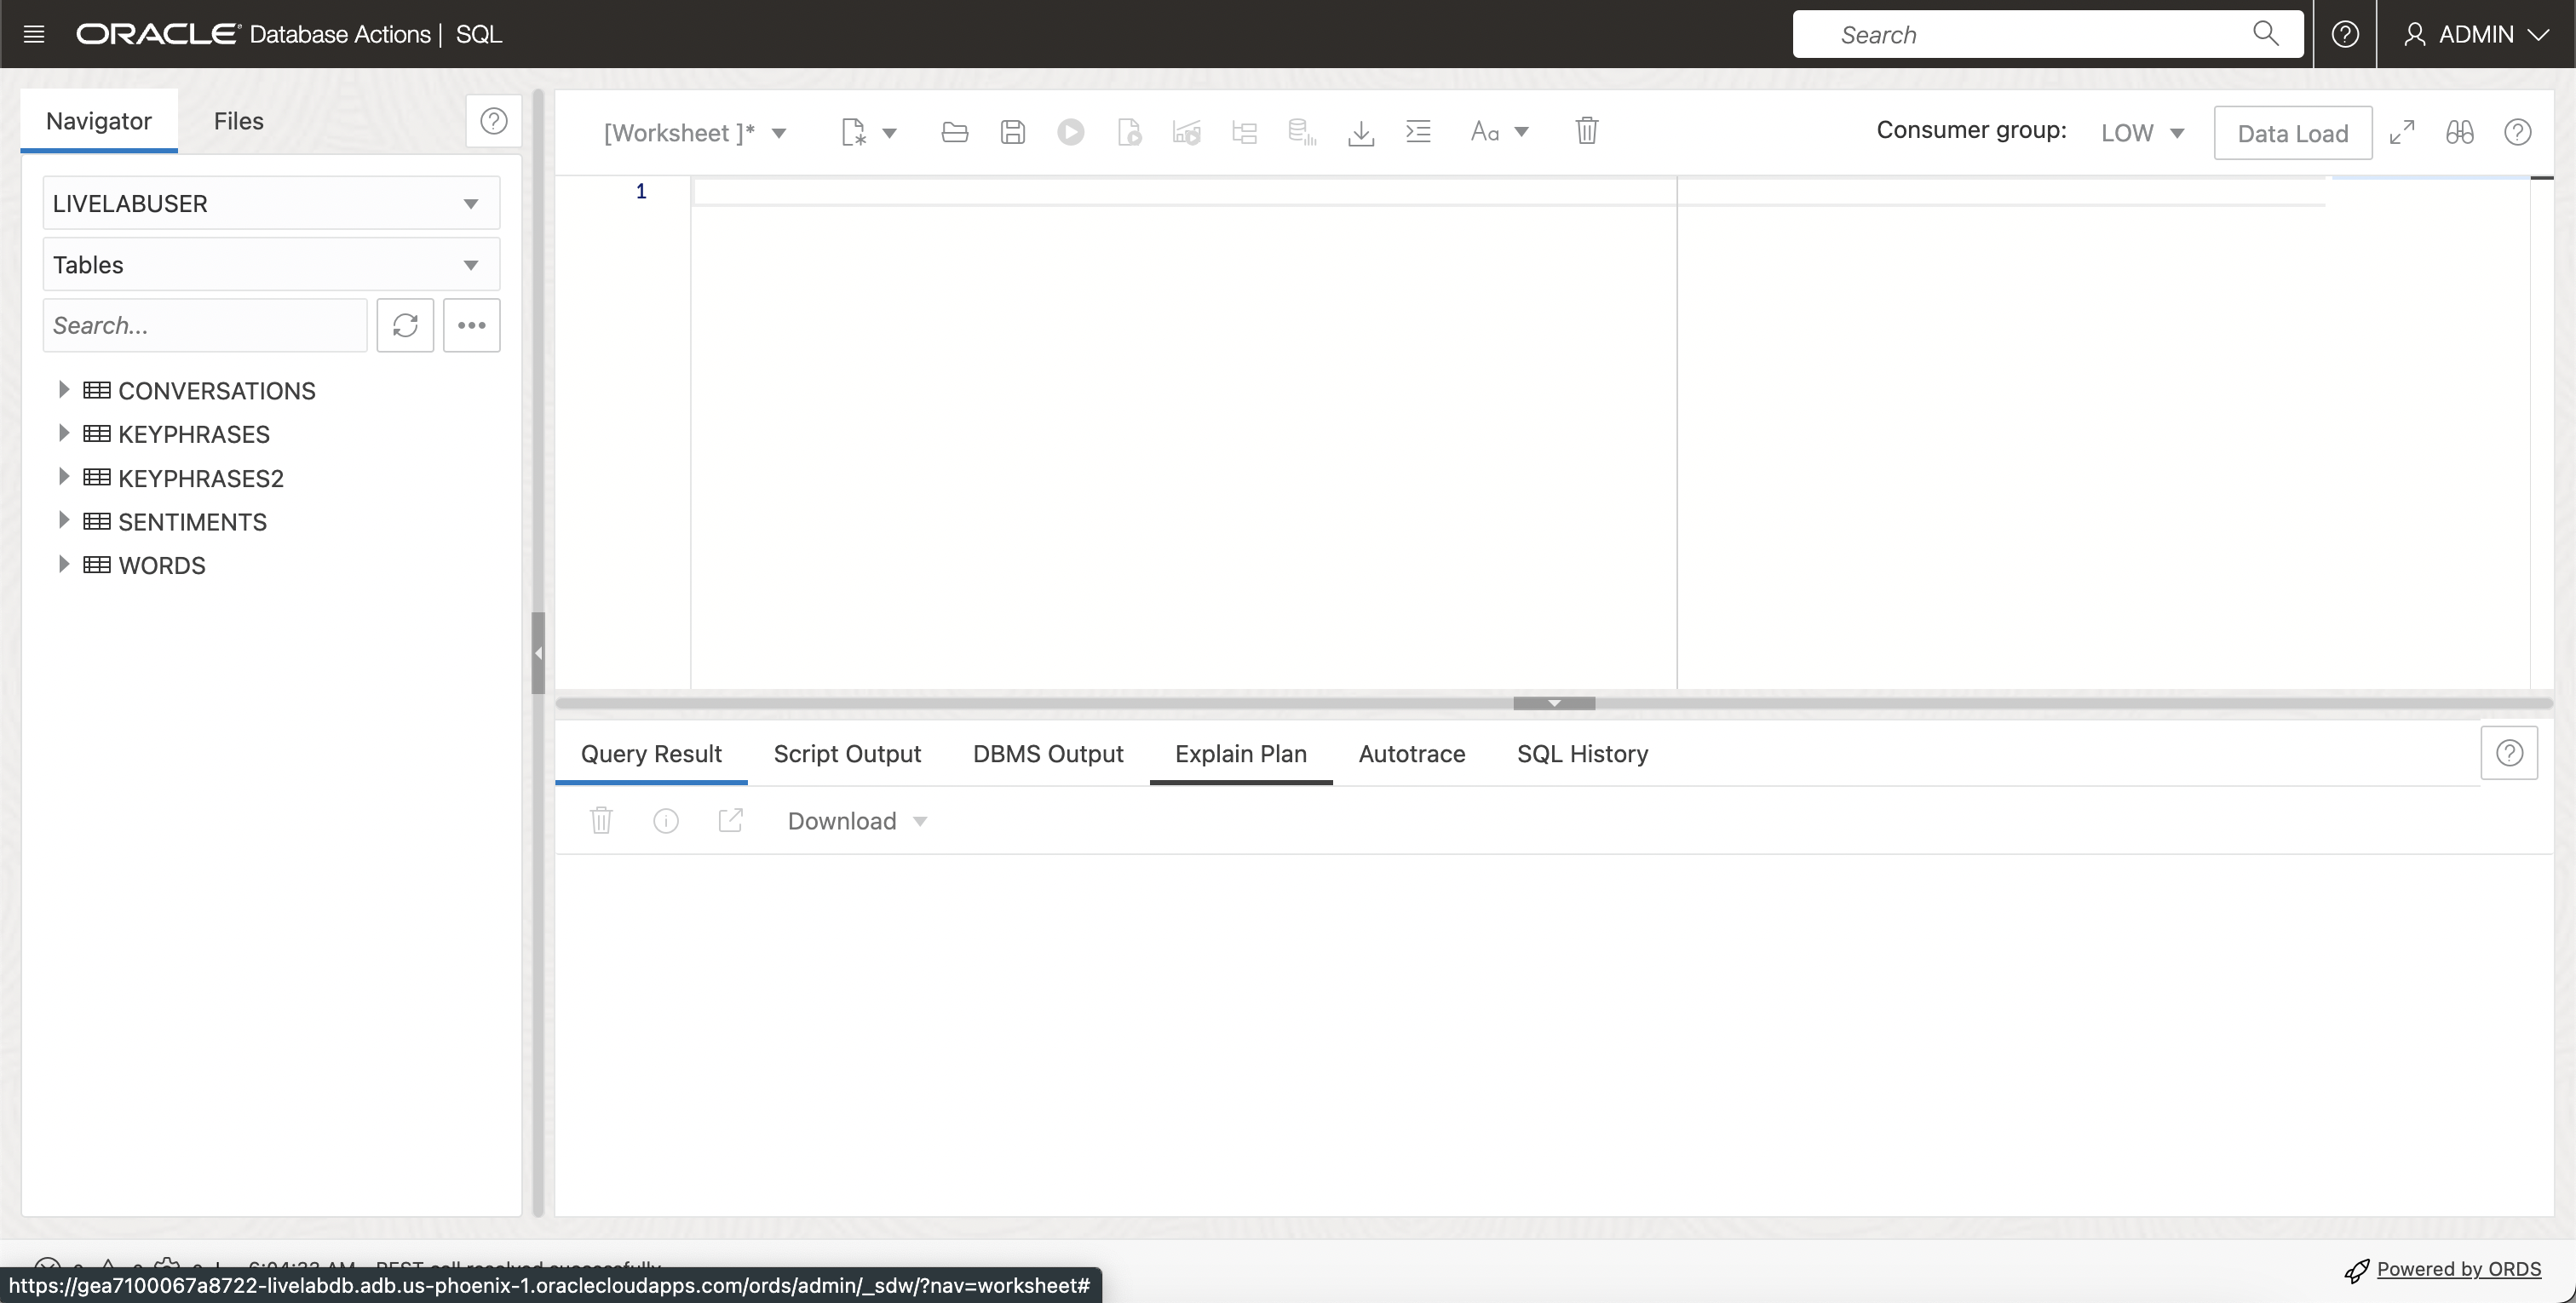 ORACLE Database Actions | SQL
Search
ADMIN
Navigator
Files
LIVELABUSER
Tables
Search...
CONVERSATIONS
KEYPHRASES
KEYPHRASES2
SENTIMENTS
WORDS
[Worksheet ]*
Aa
Consumer group: LOW
Data Load
1
Query Result
Script Output
DBMS Output
Explain Plan
Autotrace
SQL History
Download
6:04:33 AM - REST call resolved successfully
https://gea7100067a8722-livelabdb.adb.us-phoenix-1.oraclecloudapps.com/ords/admin/_sdw/?nav=worksheet#
Powered by ORDS